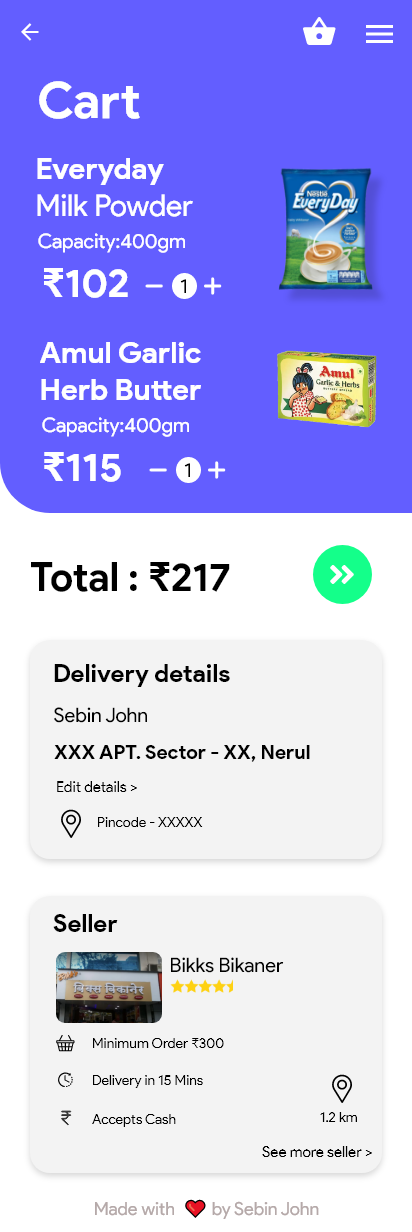 Cart
Everyday
Milk Powder
Capacity:400gm
₹102
1
Nestle
EveryDay
Amul Garlic
Herb Butter
Capacity:400gm
₹115
1
Amul
Garlic & Herbs
Total : ₹217
Delivery details
Sebin John
XXX APT. Sector - XX, Nerul
Edit details >
Pincode - XXXXX
Seller
Bikks Bikaner
बिक्स बिकानेर
Minimum Order ₹300
Delivery in 15 Mins
₹ Accepts Cash
1.2 km
See more seller >
Made with ❤ by Sebin John